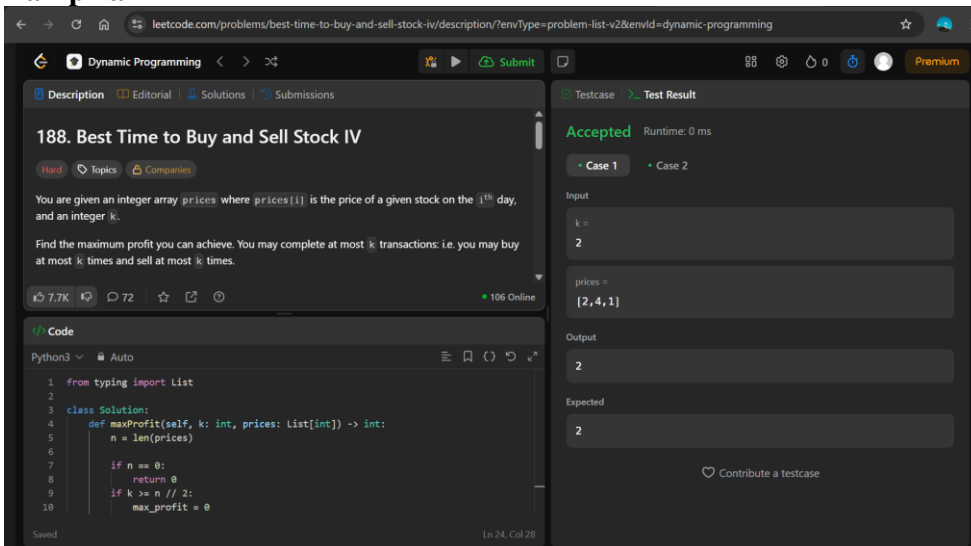 leetcode.com/problems/best-time-to-buy-and-sell-stock-iv/description/?envType=problem-list-v2&envId=dynamic-programming
Dynamic Programming
Submit
0
Premium
Description
Editorial
Solutions
Submissions
188. Best Time to Buy and Sell Stock IV
Hard
Topics
Companies
You are given an integer array prices where prices[i] is the price of a given stock on the ith day,
and an integer k.
Find the maximum profit you can achieve. You may complete at most k transactions: i.e. you may buy
at most k times and sell at most k times.
7.7K
72
106 Online
</> Code
Python3
Auto
1 from typing import List
2
3 class Solution:
4 def maxProfit(self, k: int, prices: List[int]) -> int:
5 n = len(prices)
6
7 if n == 0:
8 return 0
9 if k >= n // 2:
10 max_profit = 0
Saved
Ln 24, Col 28
Testcase
>_ Test Result
Accepted
Runtime: 0 ms
• Case 1
• Case 2
Input
k =
2
prices =
[2,4,1]
Output
2
Expected
2
Contribute a testcase